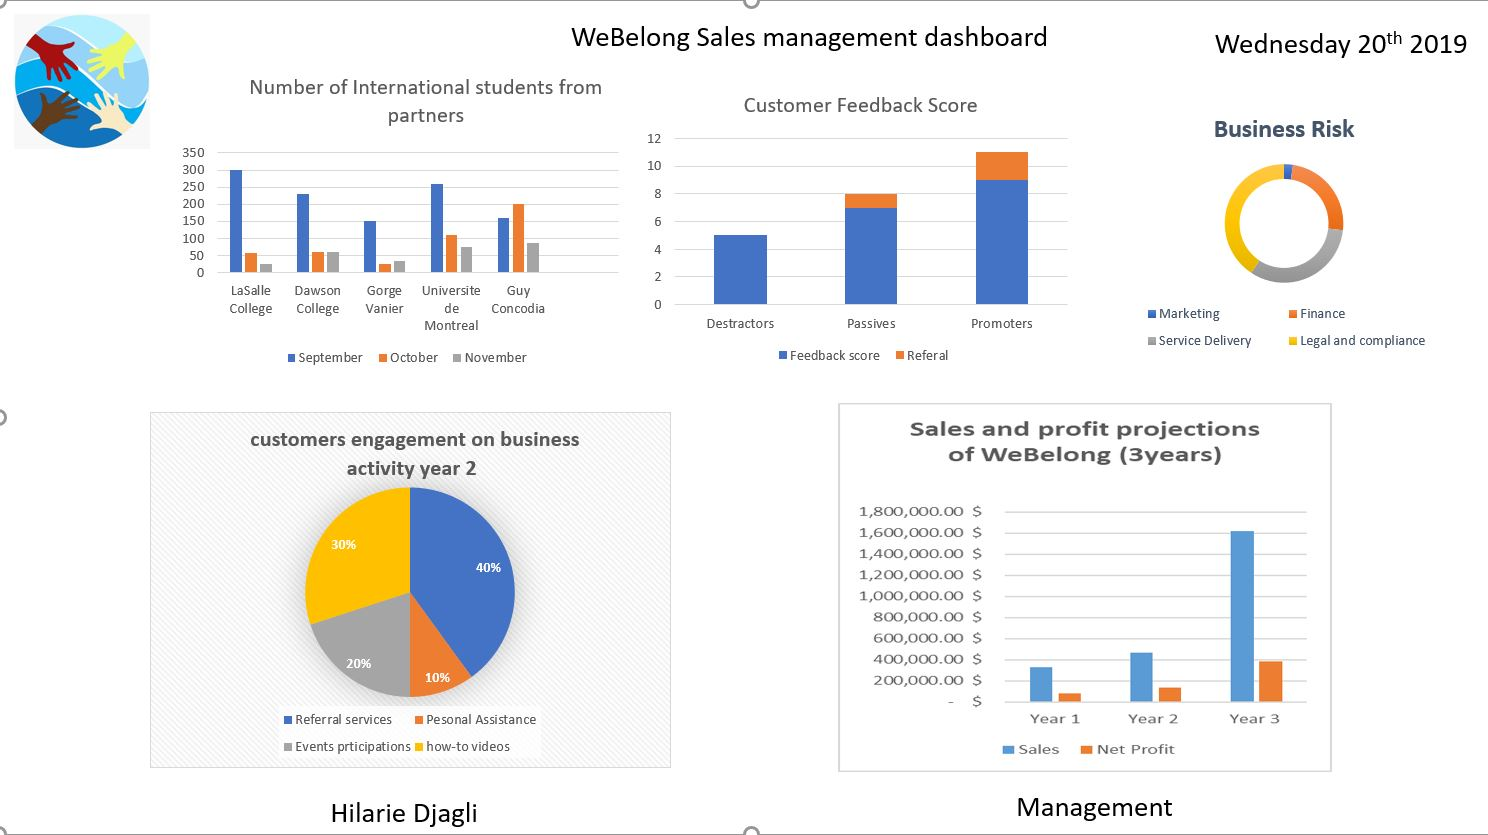 WeBelong Sales management dashboard
Wednesday 20th 2019
Number of International students from
partners
350
300
250
200
150
100
50
0
LaSalle
College
Dawson
College
Gorge
Vanier
Universite
de
Montreal
Guy
Concodia
September October November
Customer Feedback Score
12
10
8
6
4
2
0
Destractors Passives Promoters
Feedback score Referal
Business Risk
Marketing Finance
Service Delivery Legal and compliance
customers engagement on business
activity year 2
30%
40%
20%
10%
Referral services Pesonal Assistance
Events prticipations how-to videos
Sales and profit projections
of WeBelong (3years)
1,800,000.00 $
1,600,000.00 $
1,400,000.00 $
1,200,000.00 $
1,000,000.00 $
800,000.00 $
600,000.00 $
400,000.00 $
200,000.00 $
- $
Year 1 Year 2 Year 3
Sales Net Profit
Hilarie Djagli
Management